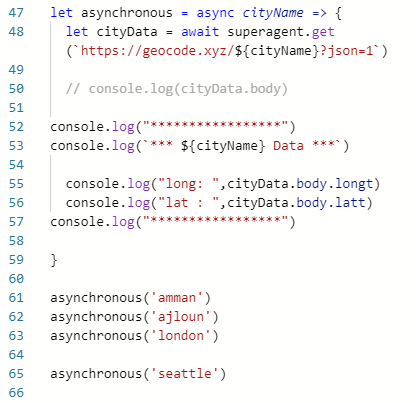 47 let asynchronous = async cityName => {
48 let cityData = await superagent.get
(`https://geocode.xyz/${cityName}?json=1`)
49
50 // console.log(cityData.body)
51
52 console.log("*****************")
53 console.log(`*** ${cityName} Data ***`)
54
55 console.log("long: ",cityData.body.longt)
56 console.log("lat : ",cityData.body.latt)
57 console.log("*****************")
58
59 }
60
61 asynchronous('amman')
62 asynchronous('ajloun')
63 asynchronous('london')
64
65 asynchronous('seattle')
66